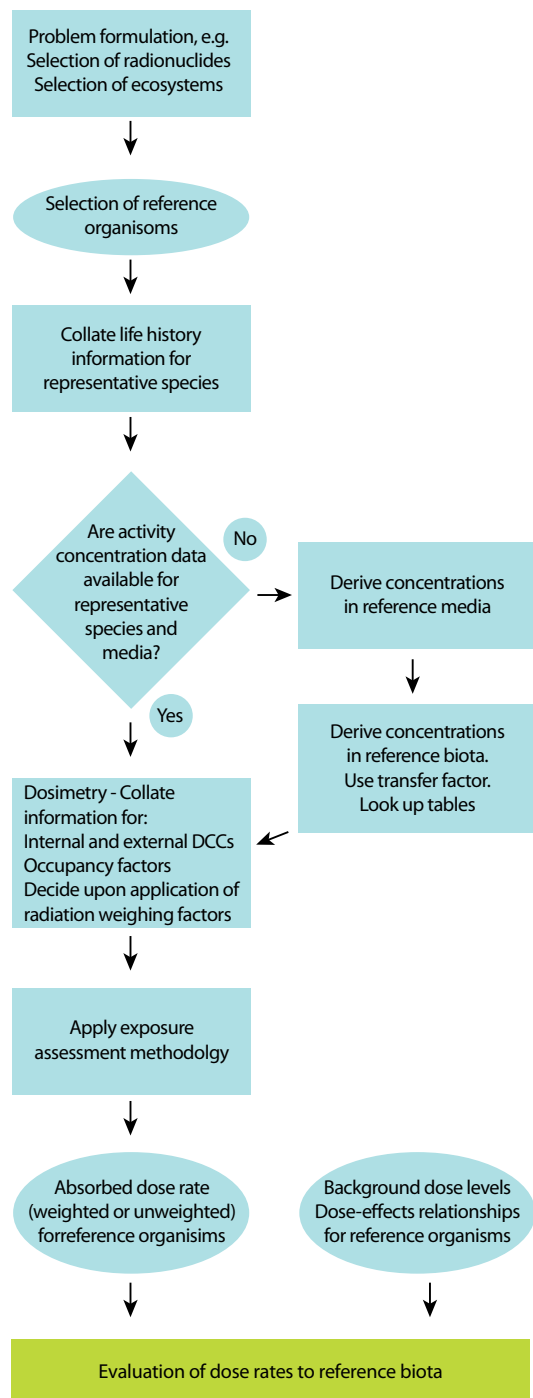 Problem formulation, e.g.
Selection of radionuclides
Selection of ecosystems
Selection of reference
organisoms
Collate life history
information for
representative species
Are activity
concentration data
available for
representative
species and
media?
No
Derive concentrations
in reference media
Yes
Derive concentrations
in reference biota.
Use transfer factor.
Look up tables
Dosimetry - Collate
information for:
Internal and external DCCs
Occupancy factors
Decide upon application of
radiation weighing factors
Apply exposure
assessment methodolgy
Absorbed dose rate
(weighted or unweighted)
forreference organisims
Background dose levels
Dose-effects relationships
for reference organisms
Evaluation of dose rates to reference biota